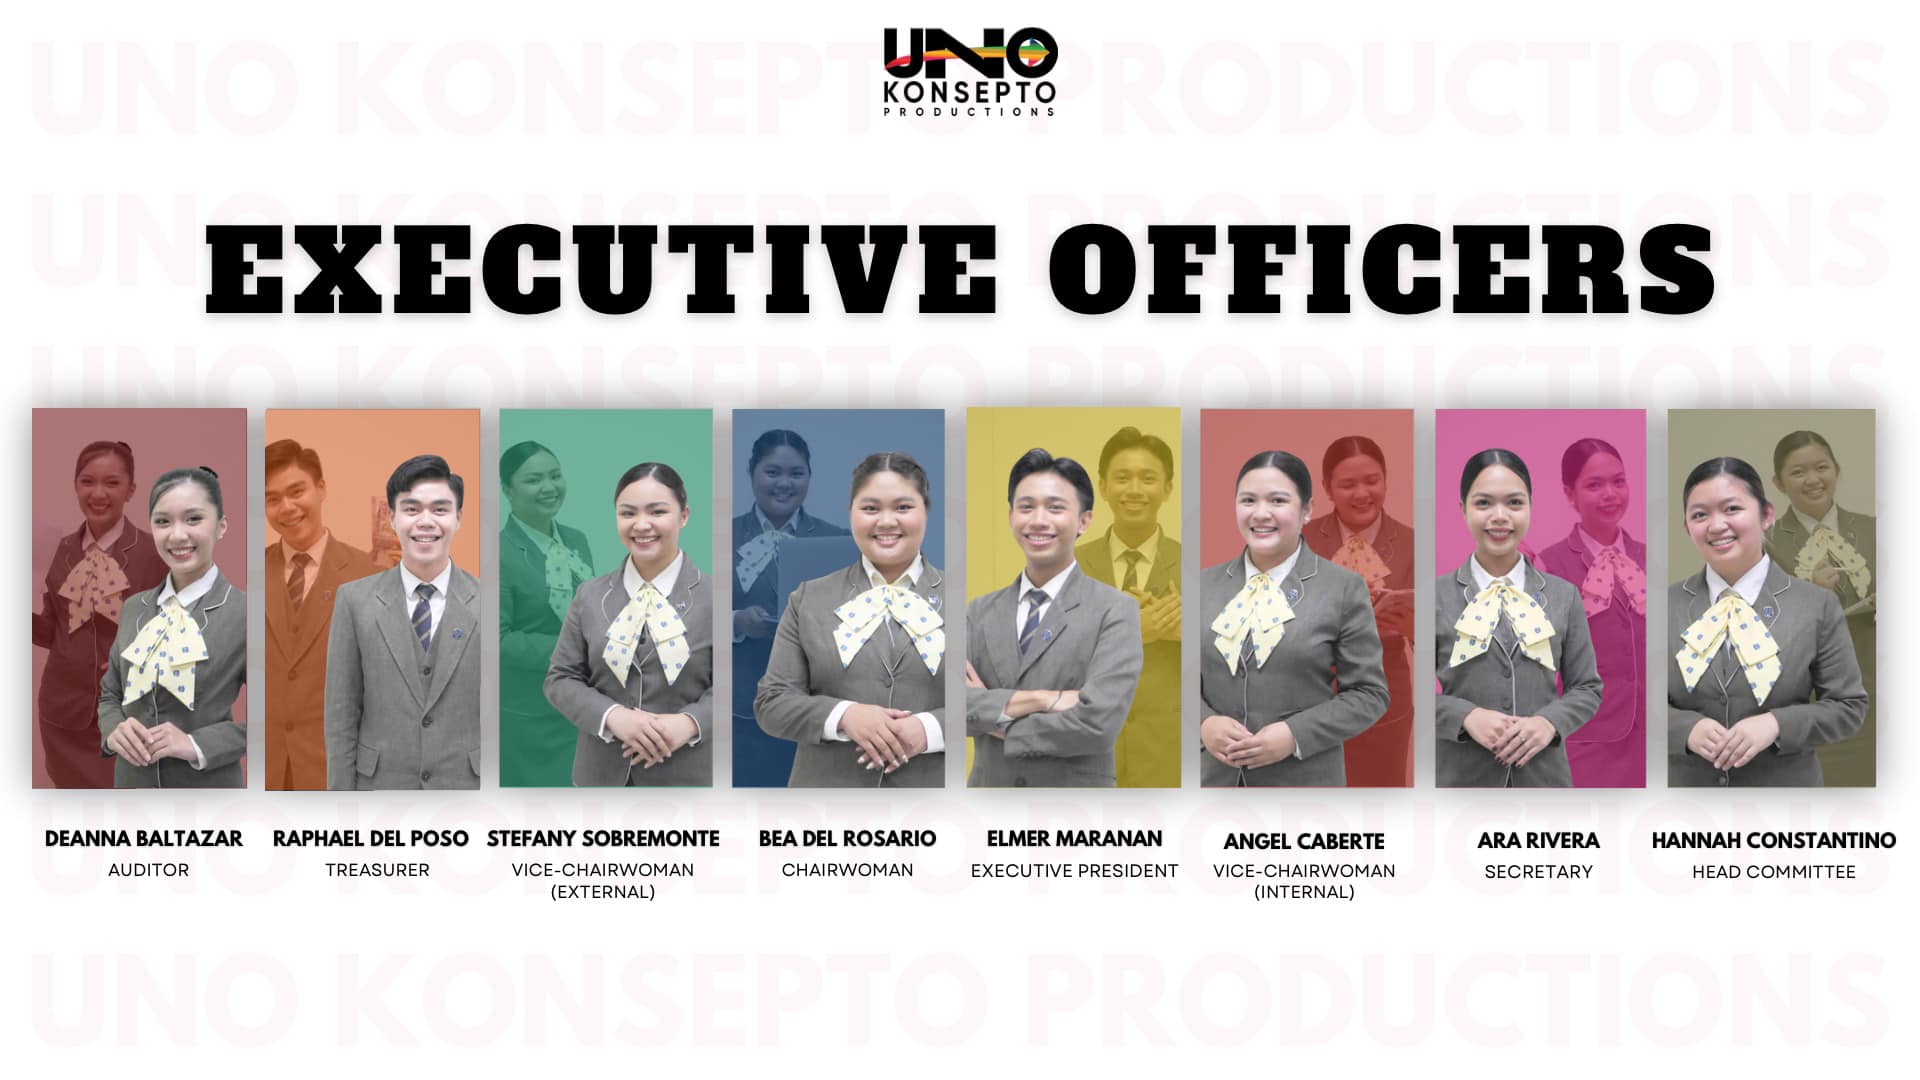 UNO KONSEPTO PRODUCTIONS
UNO
KONSEPTO
PRODUCTIONS
UNO KONSEPTO PRODUCTIONS
EXECUTIVE OFFICERS
UNO KONSEPTO PRODUCTIONS
DEANNA BALTAZAR
AUDITOR
RAPHAEL DEL POSO
TREASURER
STEFANY SOBREMONTE
VICE-CHAIRWOMAN
(EXTERNAL)
BEA DEL ROSARIO
CHAIRWOMAN
ELMER MARANAN
EXECUTIVE PRESIDENT
ANGEL CABERTE
VICE-CHAIRWOMAN
(INTERNAL)
ARA RIVERA
SECRETARY
HANNAH CONSTANTINO
HEAD COMMITTEE
UNO KONSEPTO PRODUCTIONS
UNO KONSEPTO PRODUCTIONS